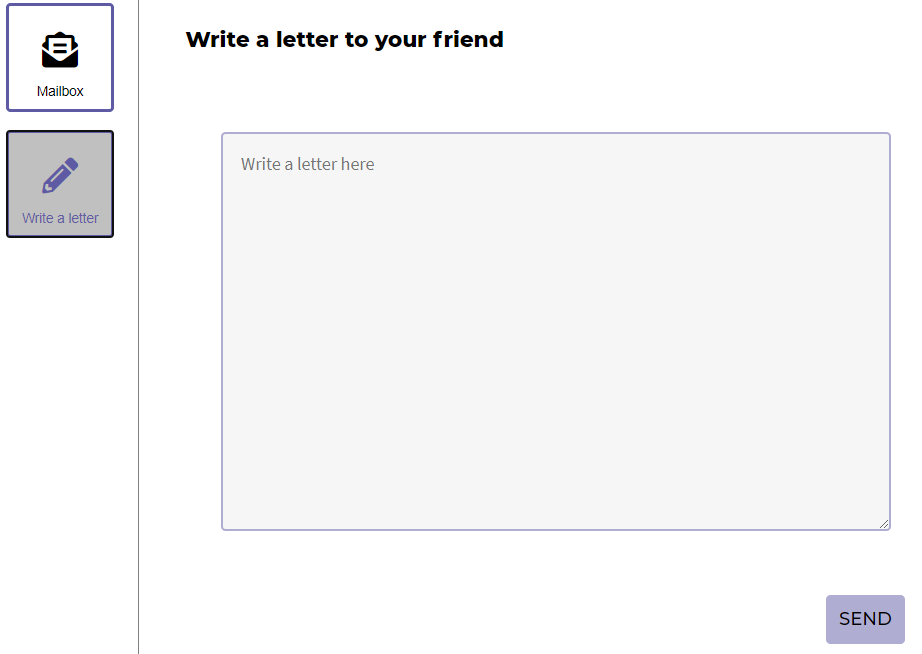 Mailbox
Write a letter
Write a letter to your friend
Write a letter here
SEND